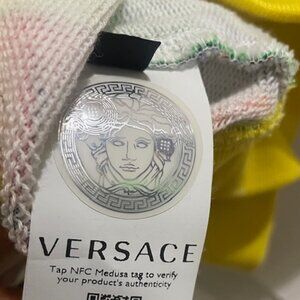 VERSACE
Tap NFC Medusa tag to verify
your product's authenticity